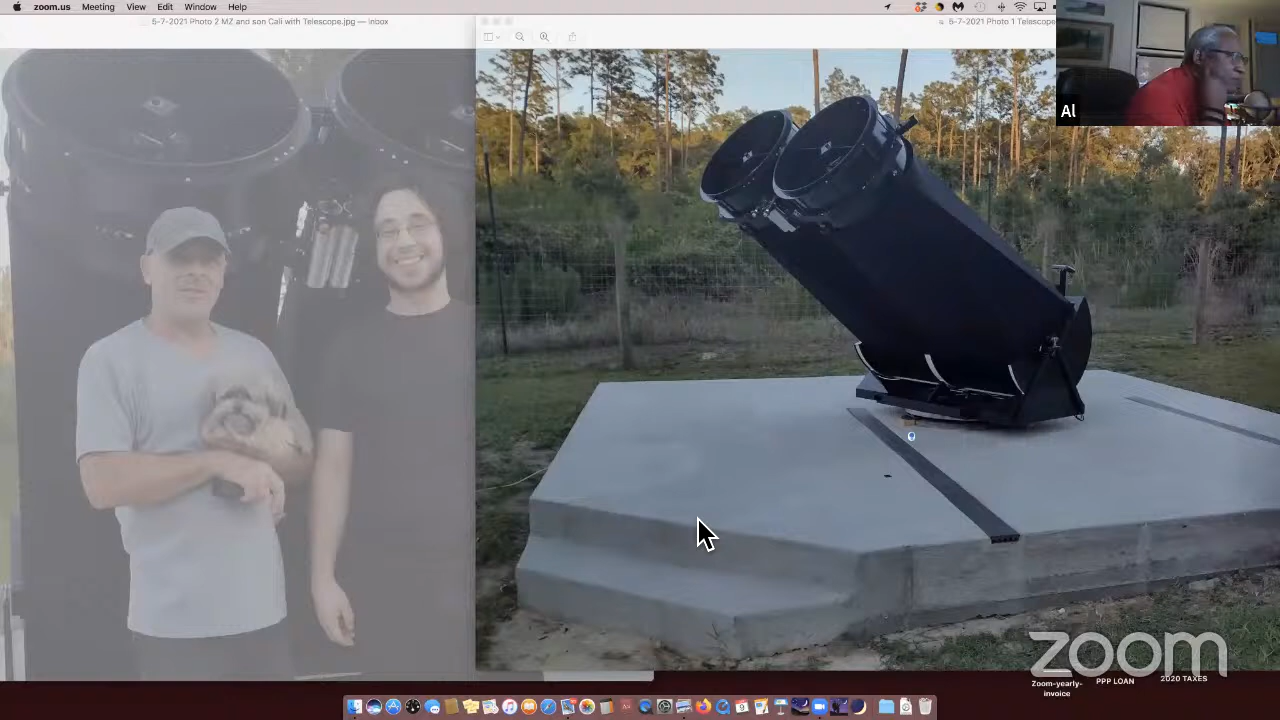 zoom.us Meeting View Edit Window Help
5-7-2021 Photo 2 MZ and son Cali with Telescope.jpg — Inbox
5-7-2021 Photo 1 Telescope
Al
zoom
Zoom-yearly-
invoice
PPP LOAN
2020 TAXES